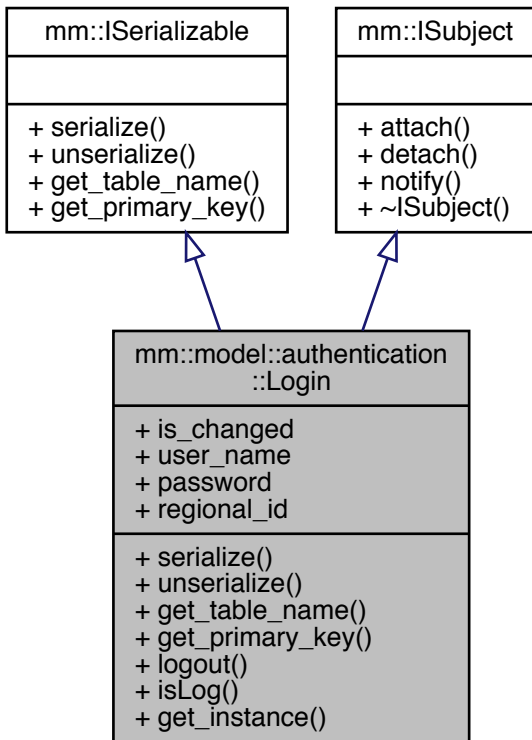 mm::ISerializable
+ serialize()
+ unserialize()
+ get_table_name()
+ get_primary_key()
mm::ISubject
+ attach()
+ detach()
+ notify()
+ ~ISubject()
mm::model::authentication
::Login
+ is_changed
+ user_name
+ password
+ regional_id
+ serialize()
+ unserialize()
+ get_table_name()
+ get_primary_key()
+ logout()
+ isLog()
+ get_instance()